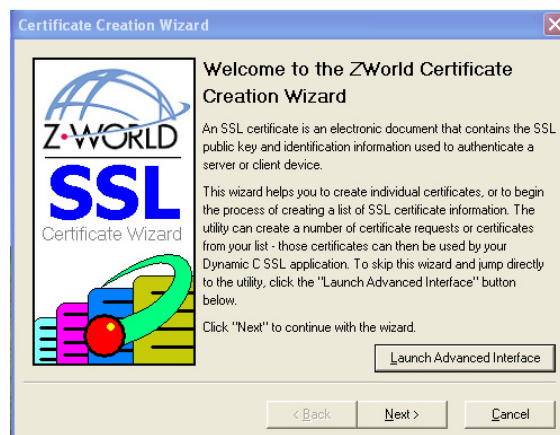 Certificate Creation Wizard
Z·WORLD
SSL
Certificate Wizard
Welcome to the ZWorld Certificate
Creation Wizard
An SSL certificate is an electronic document that contains the SSL
public key and identification information used to authenticate a
server or client device.
This wizard helps you to create individual certificates, or to begin
the process of creating a list of SSL certificate information. The
utility can create a number of certificate requests or certificates
from your list - those certificates can then be used by your
Dynamic C SSL application. To skip this wizard and jump directly
to the utility, click the "Launch Advanced Interface" button
below.
Click "Next" to continue with the wizard.
Launch Advanced Interface
< Back
Next >
Cancel